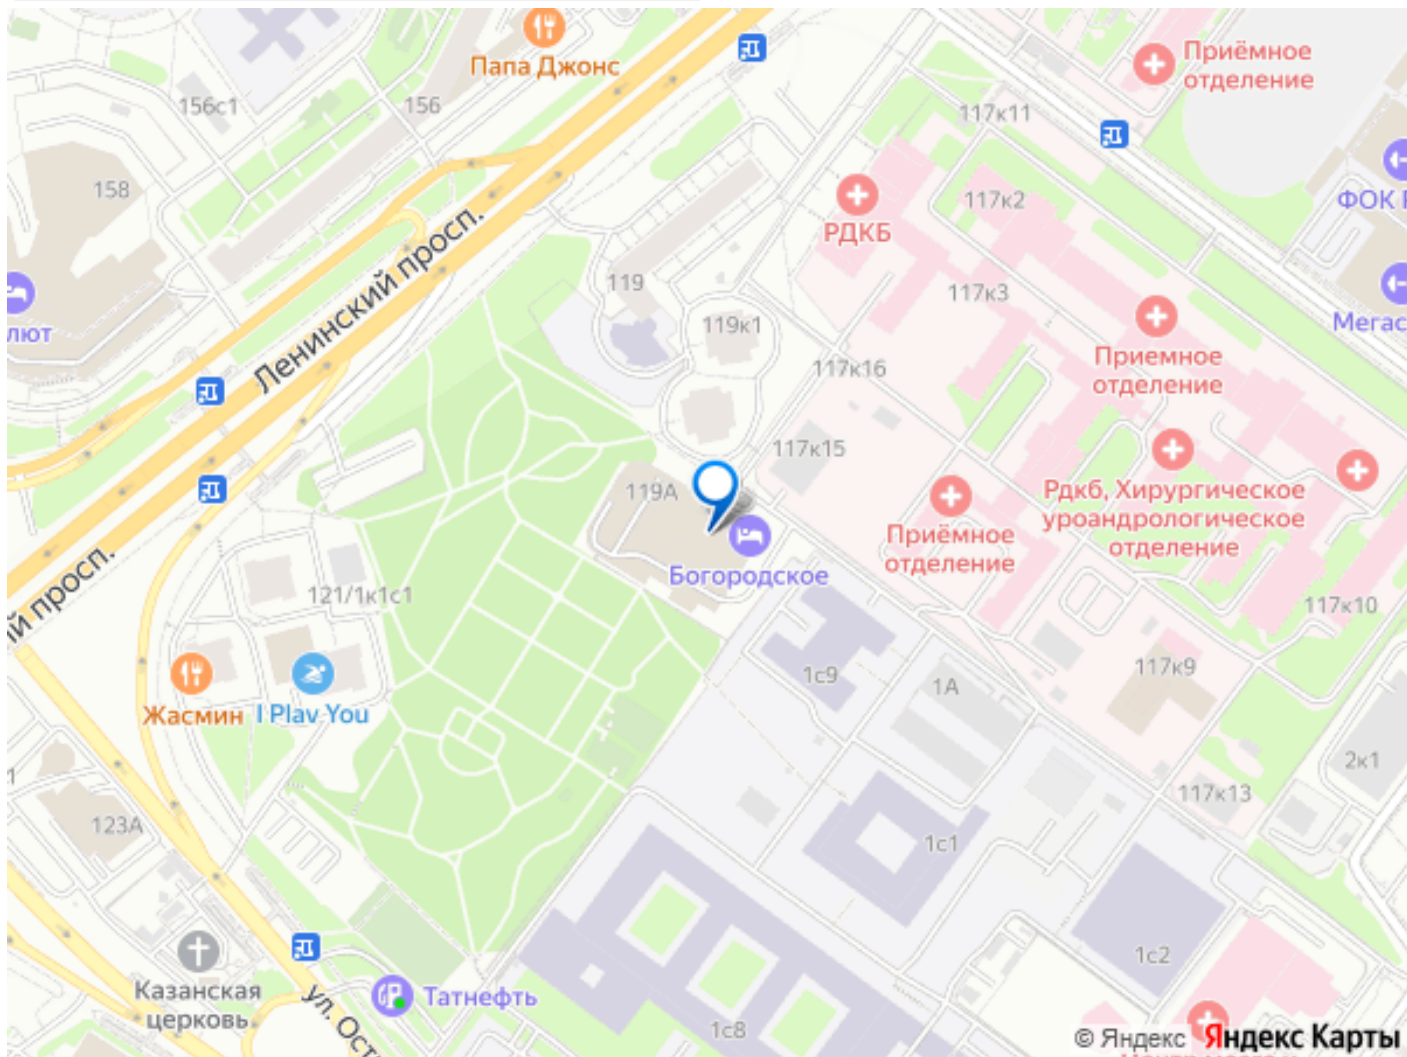 Папа Джонс
Приёмное
отделение
156с1
156
117к11
158
РДКБ
117к2
ФОК
Ленинский просп.
119
117к3
119к1
лют
Мегас
Приемное
отделение
117к16
117к15
119А
Рдкб, Хирургическое
уроандрологическое
отделение
Приёмное
отделение
Богородское
ий просп.
121/1к1с1
117к10
1с9
1А
117к9
Жасмин
I Play You
2к1
117к13
123А
1с1
1с2
Казанская
церковь
Татнефть
ул. Ост
1с8
© Яндекс Яндекс Карты